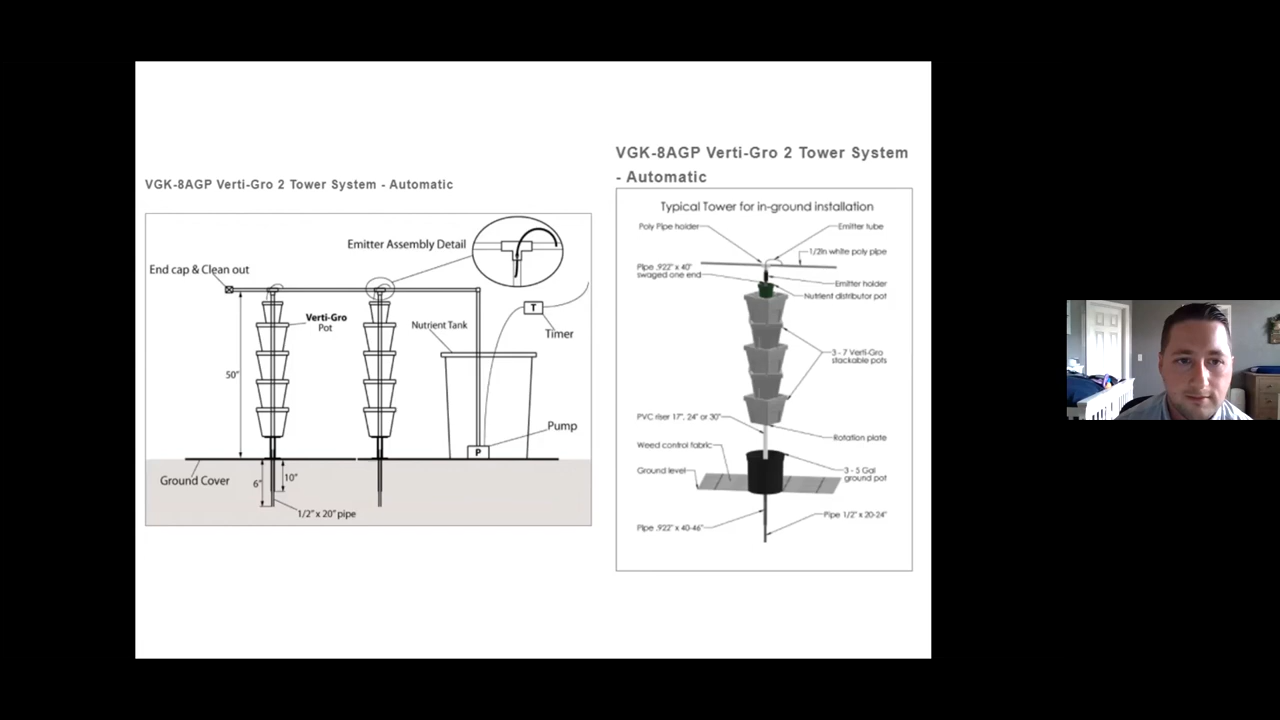 VGK-8AGP Verti-Gro 2 Tower System - Automatic
Emitter Assembly Detail
End cap & Clean out
Verti-Gro
Pot
Nutrient Tank
T
Timer
50"
Pump
P
Ground Cover
6"
10"
1/2" x 20" pipe
VGK-8AGP Verti-Gro 2 Tower System
- Automatic
Typical Tower for in-ground installation
Poly Pipe holder
Emitter tube
1/2in white poly pipe
Pipe .922" x 40"
swaged one end
Emitter holder
Nutrient distributor pot
3 - 7 Verti-Gro
stackable pots
PVC riser 17", 24" or 30"
Rotation plate
Weed control fabric
Ground level
3 - 5 Gal
ground pot
Pipe .922" x 40-46"
Pipe 1/2" x 20-24"